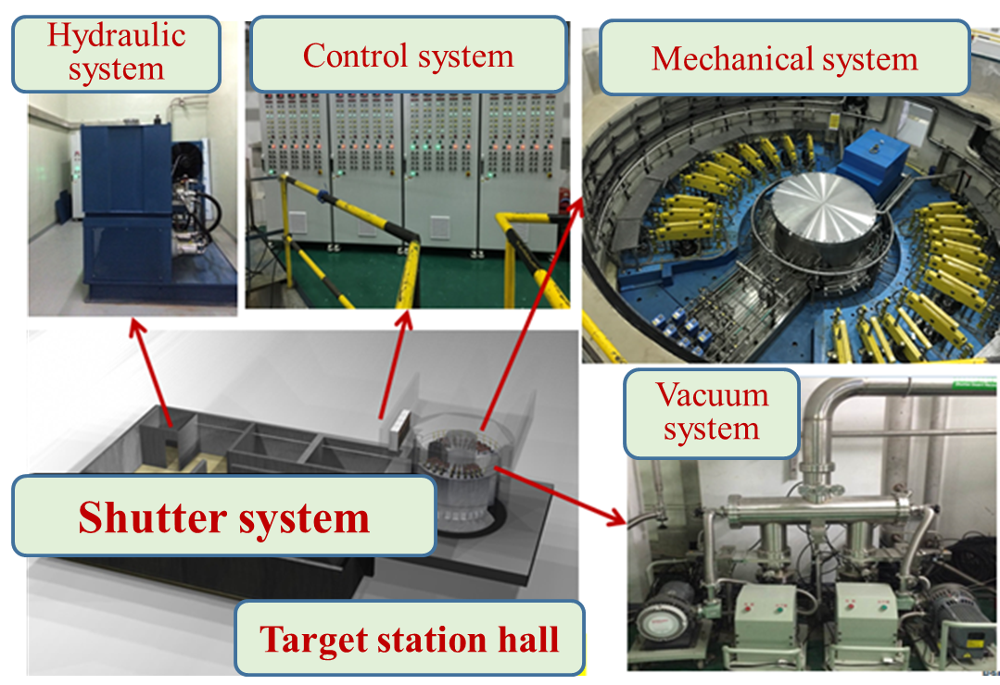 Hydraulic
system
Control system
Mechanical system
Vacuum
system
Shutter system
Target station hall